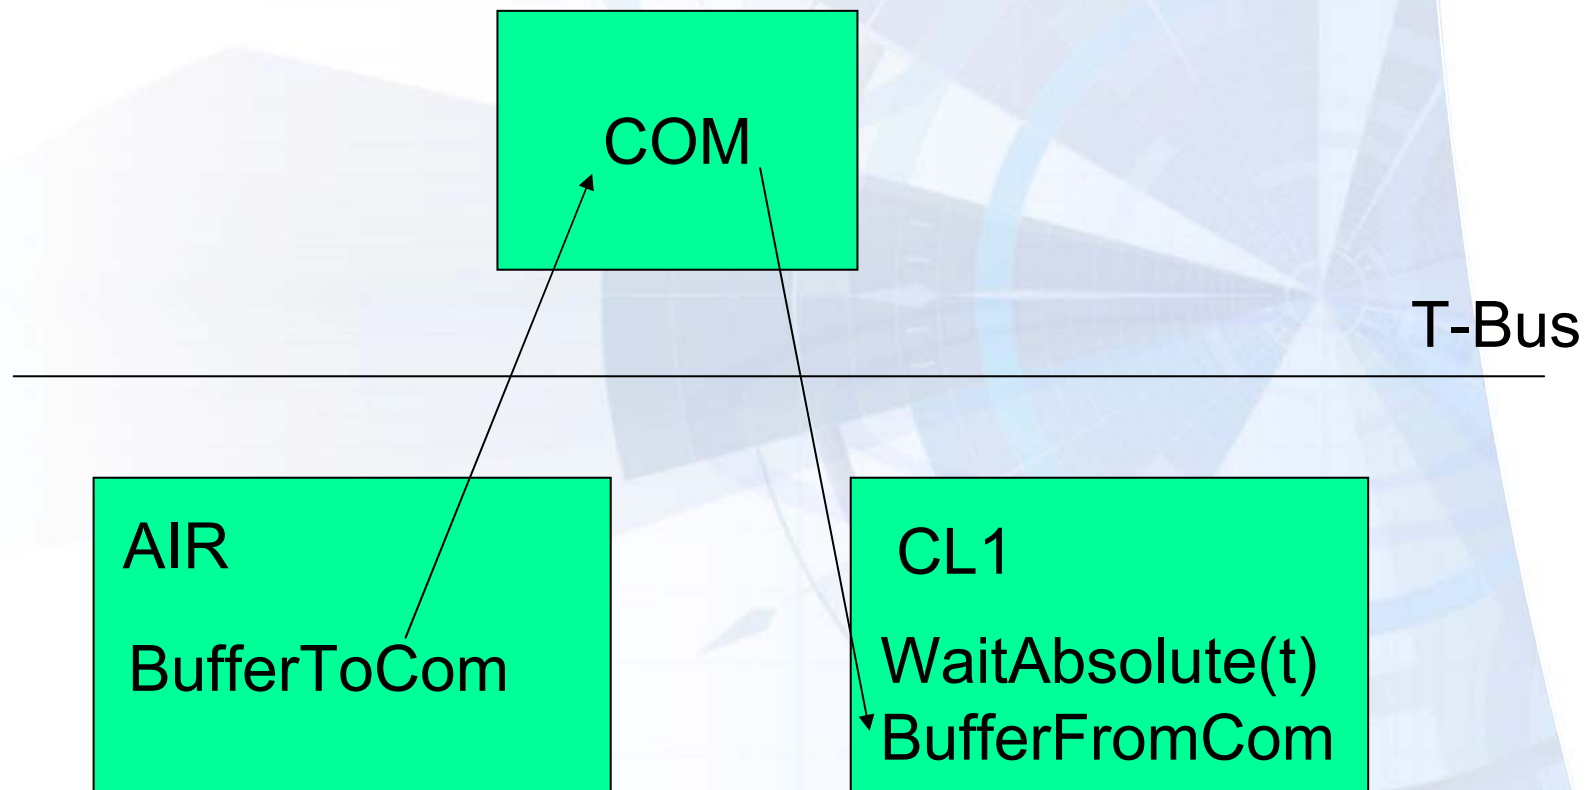 COM
T-Bus
AIR
BufferToCom
CL1
WaitAbsolute(t)
BufferFromCom